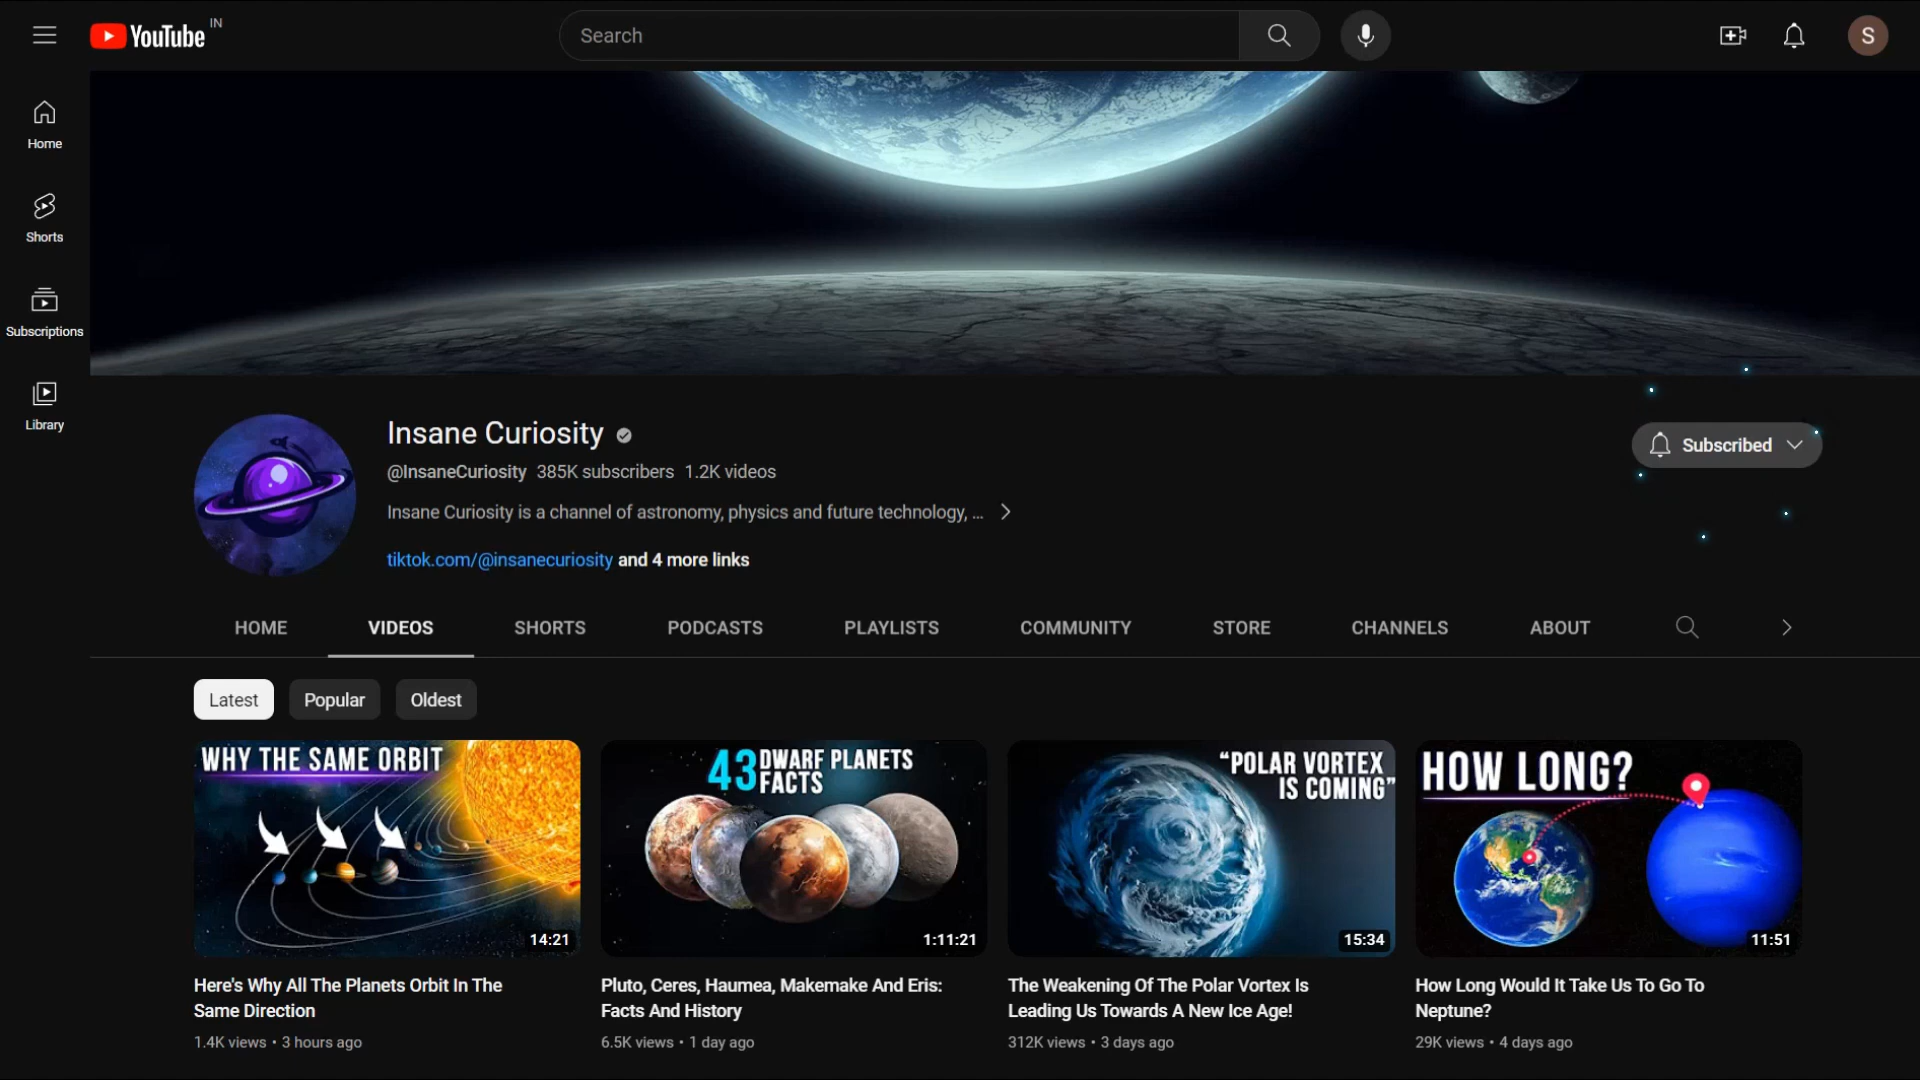 YouTube IN
Search
S
Home
Shorts
Subscriptions
Library
Insane Curiosity
@InsaneCuriosity 385K subscribers 1.2K videos
Insane Curiosity is a channel of astronomy, physics and future technology, ...
tiktok.com/@insanecuriosity and 4 more links
Subscribed
HOME VIDEOS SHORTS PODCASTS PLAYLISTS COMMUNITY STORE CHANNELS ABOUT
Latest Popular Oldest
WHY THE SAME ORBIT
14:21
Here's Why All The Planets Orbit In The
Same Direction
1.4K views • 3 hours ago
43 DWARF PLANETS
FACTS
1:11:21
Pluto, Ceres, Haumea, Makemake And Eris:
Facts And History
6.5K views • 1 day ago
“POLAR VORTEX
IS COMING”
15:34
The Weakening Of The Polar Vortex Is
Leading Us Towards A New Ice Age!
312K views • 3 days ago
HOW LONG?
11:51
How Long Would It Take Us To Go To
Neptune?
29K views • 4 days ago